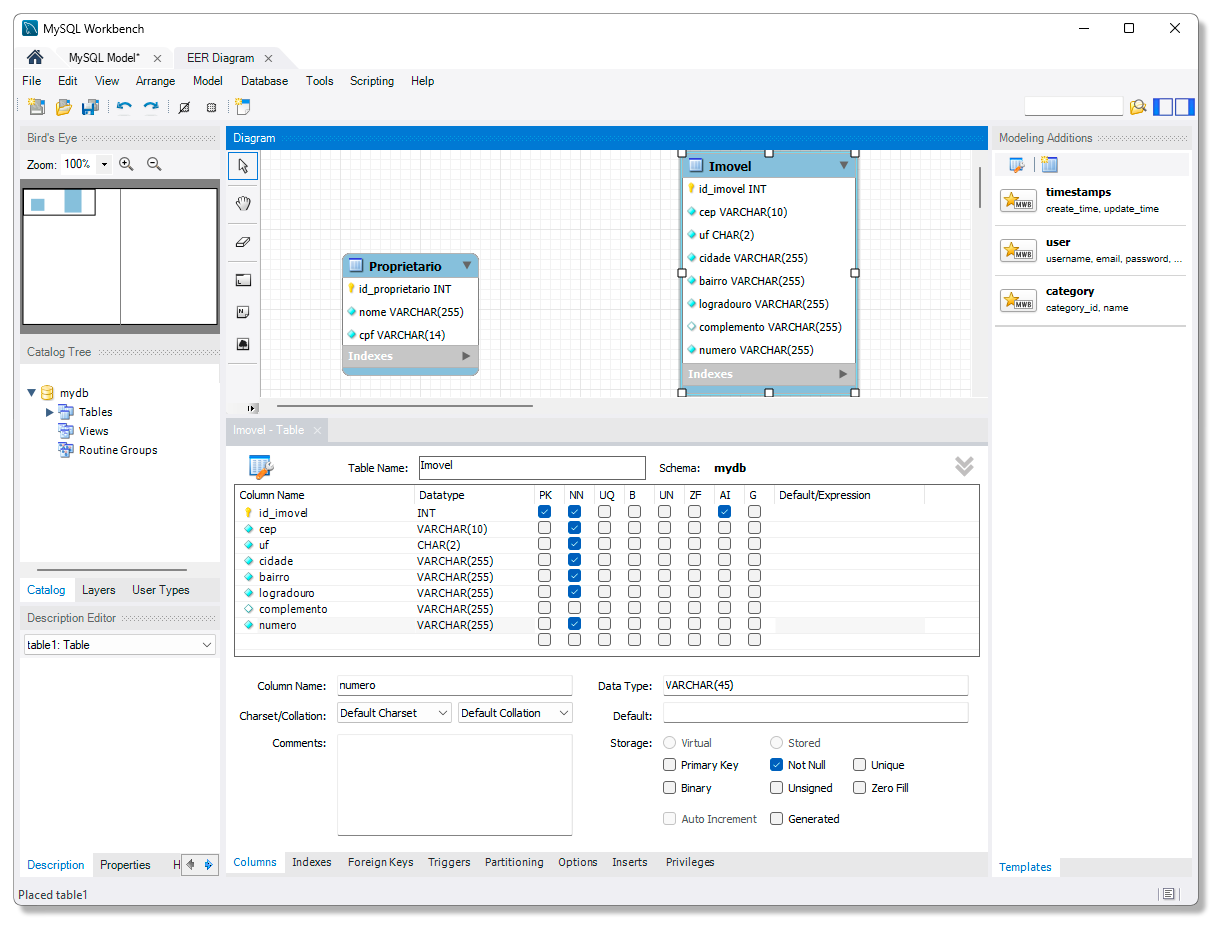 MySQL Workbench
MySQL Model* EER Diagram
File Edit View Arrange Model Database Tools Scripting Help
Bird's Eye
Zoom: 100%
Catalog Tree
mydb
Tables
Views
Routine Groups
Catalog Layers User Types
Description Editor
table1: Table
Description Properties H
Diagram
Proprietario
id_proprietario INT
nome VARCHAR(255)
cpf VARCHAR(14)
Indexes
Imovel
id_imovel INT
cep VARCHAR(10)
uf CHAR(2)
cidade VARCHAR(255)
bairro VARCHAR(255)
logradouro VARCHAR(255)
complemento VARCHAR(255)
numero VARCHAR(255)
Indexes
Imovel - Table
Table Name: Imovel Schema: mydb
Column Name Datatype PK NN UQ B UN ZF AI G Default/Expression
id_imovel INT
cep VARCHAR(10)
uf CHAR(2)
cidade VARCHAR(255)
bairro VARCHAR(255)
logradouro VARCHAR(255)
complemento VARCHAR(255)
numero VARCHAR(255)
Column Name: numero Data Type: VARCHAR(45)
Charset/Collation: Default Charset Default Collation Default:
Comments: Storage: Virtual Stored
Primary Key Not Null Unique
Binary Unsigned Zero Fill
Auto Increment Generated
Columns Indexes Foreign Keys Triggers Partitioning Options Inserts Privileges
Modeling Additions
MWB timestamps
create_time, update_time
MWB user
username, email, password, ...
MWB category
category_id, name
Templates
Placed table1